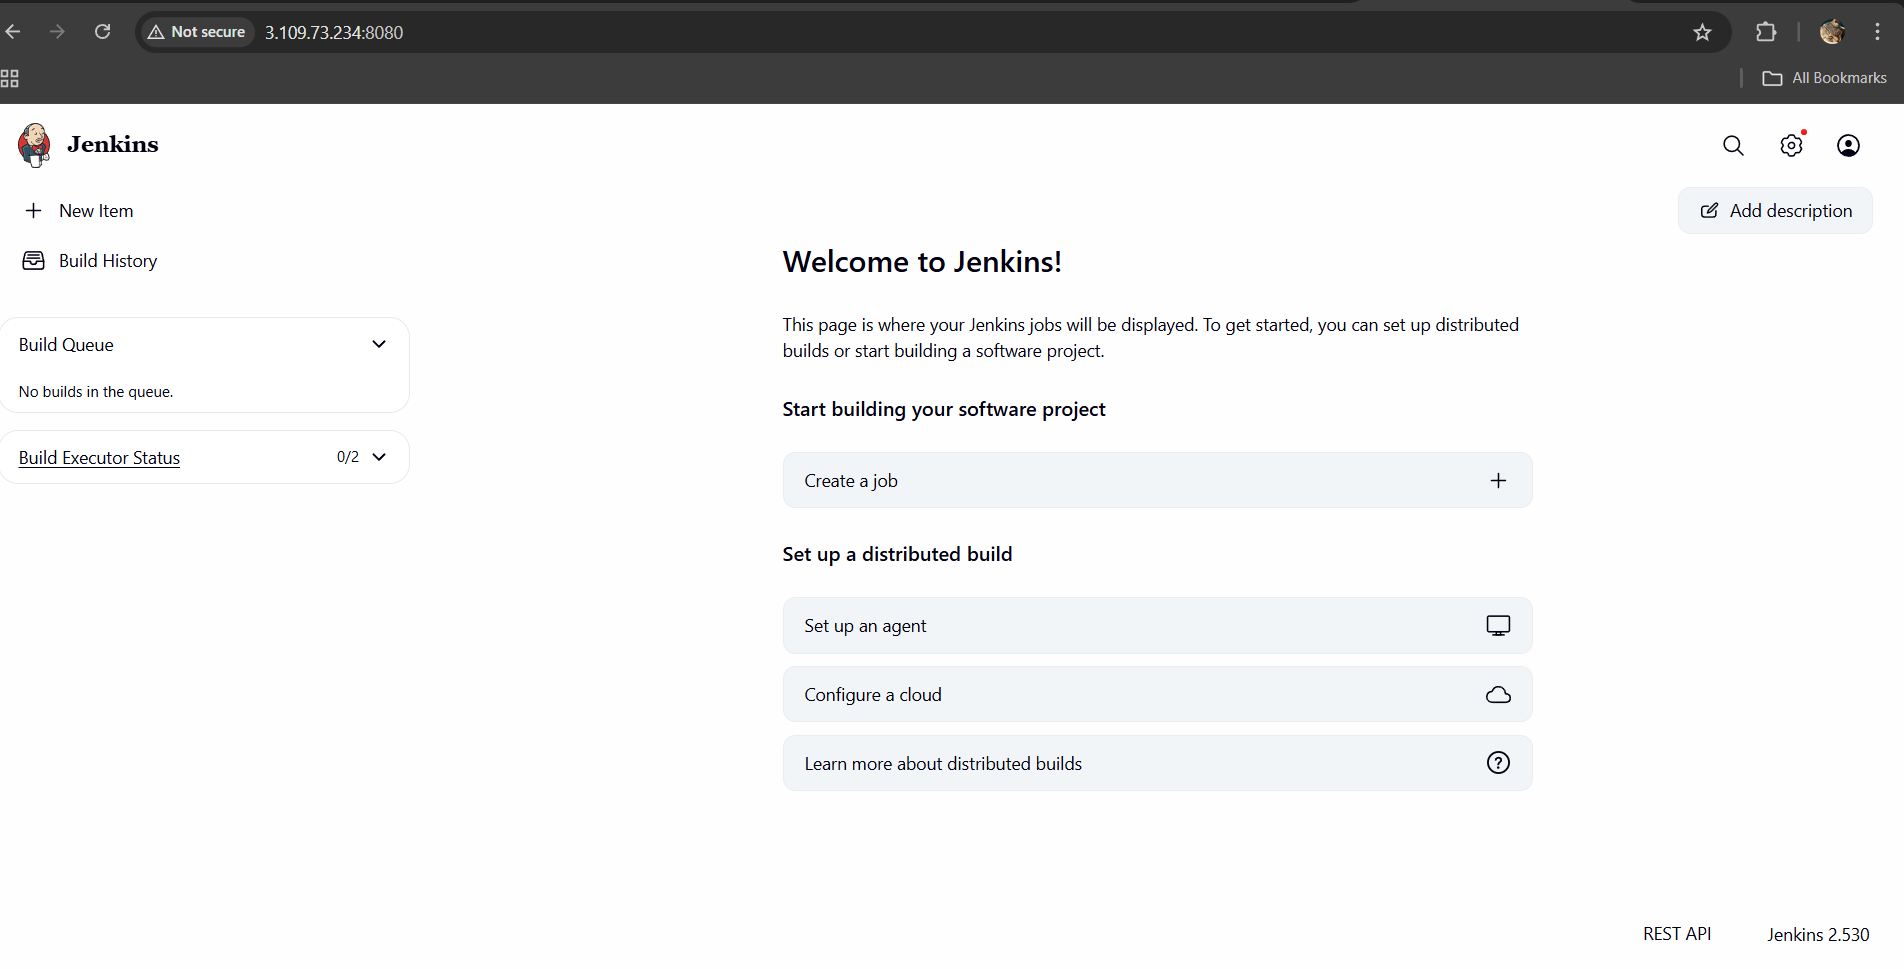 Not secure 3.109.73.234:8080
All Bookmarks
Jenkins
New Item
Add description
Build History
Build Queue
No builds in the queue.
Build Executor Status 0/2
Welcome to Jenkins!
This page is where your Jenkins jobs will be displayed. To get started, you can set up distributed
builds or start building a software project.
Start building your software project
Create a job
Set up a distributed build
Set up an agent
Configure a cloud
Learn more about distributed builds
REST API Jenkins 2.530